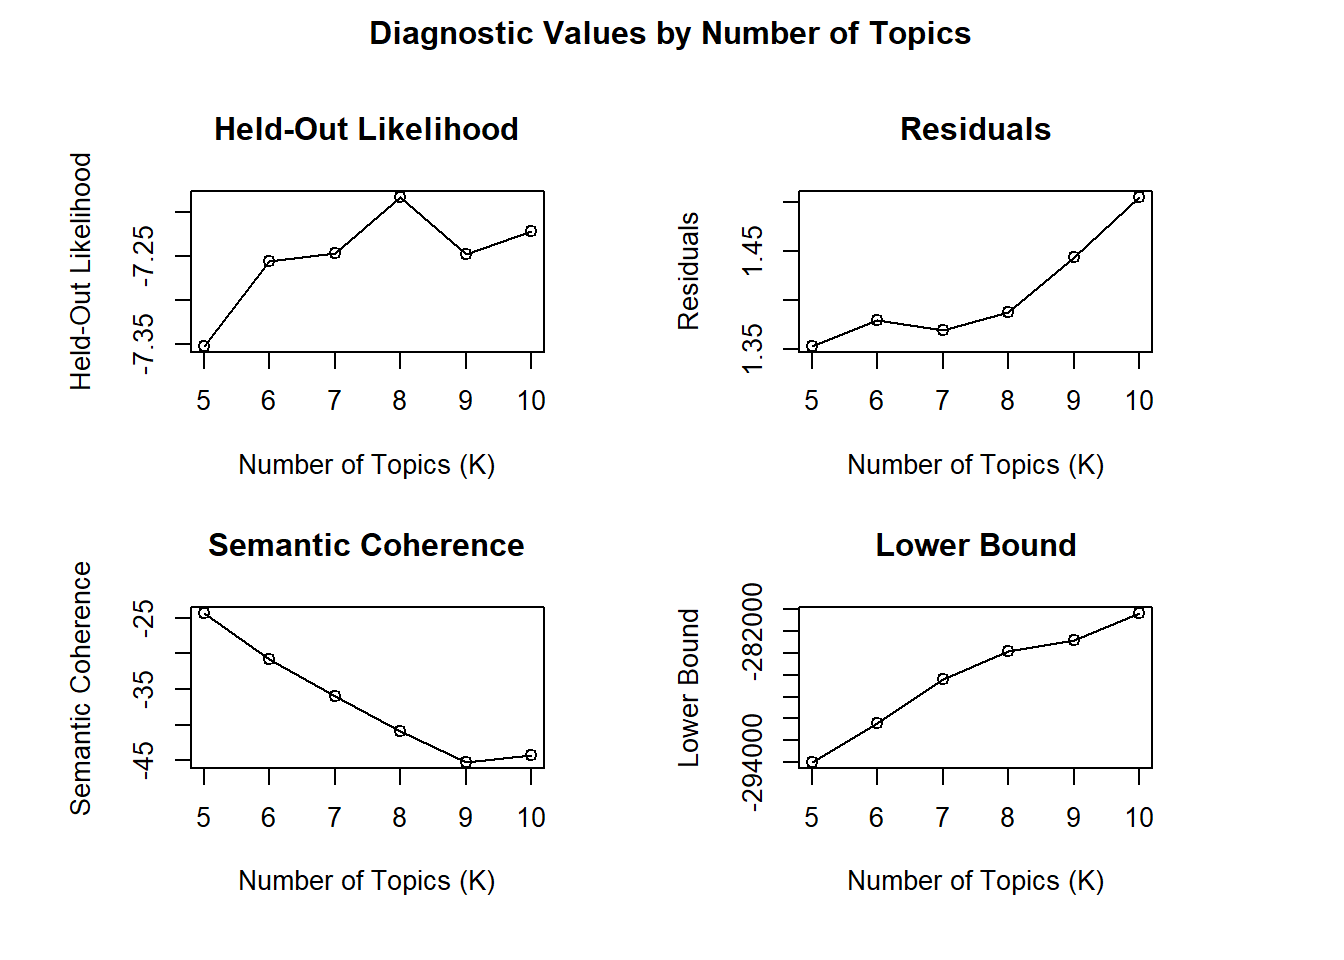 Diagnostic Values by Number of Topics
Held-Out Likelihood
Held-Out Likelihood
-7.25
-7.35
5 6 7 8 9 10
Number of Topics (K)
Residuals
Residuals
1.45
1.35
5 6 7 8 9 10
Number of Topics (K)
Semantic Coherence
Semantic Coherence
-25
-35
-45
5 6 7 8 9 10
Number of Topics (K)
Lower Bound
Lower Bound
-282000
-294000
5 6 7 8 9 10
Number of Topics (K)